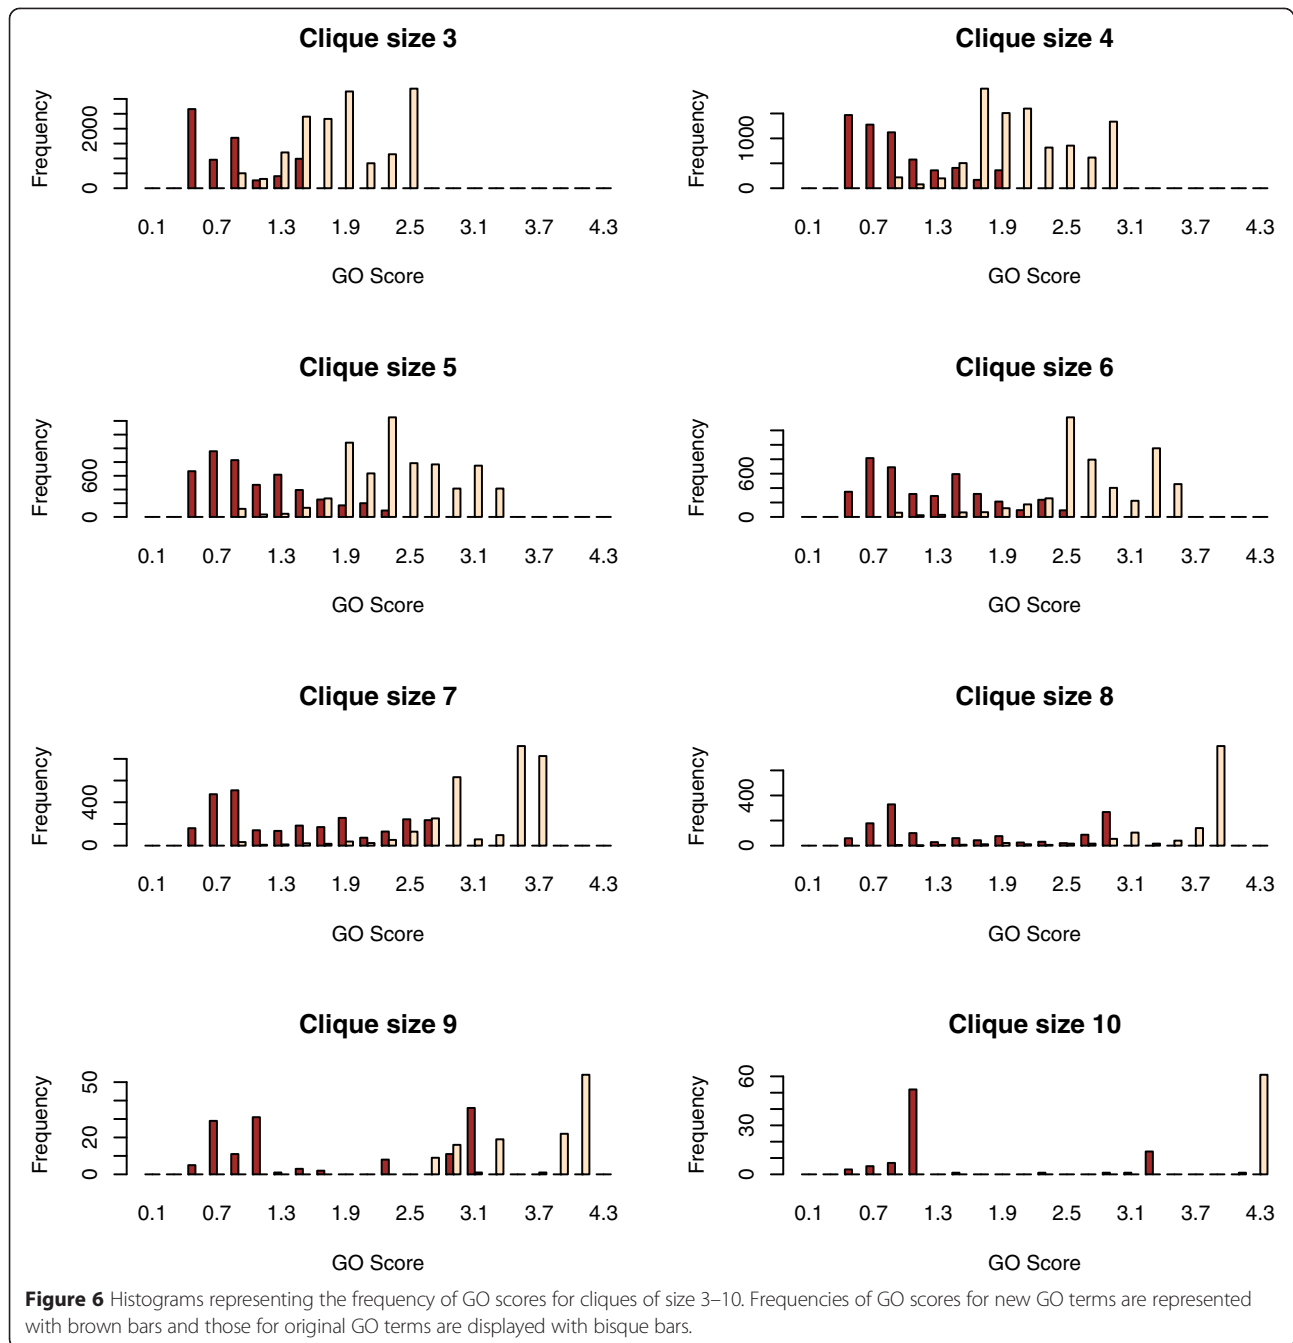 Clique size 3
Clique size 4
Frequency
0 2000
0.1 0.7 1.3 1.9 2.5 3.1 3.7 4.3
GO Score
Frequency
0 1000
0.1 0.7 1.3 1.9 2.5 3.1 3.7 4.3
GO Score
Clique size 5
Clique size 6
Frequency
0 600
0.1 0.7 1.3 1.9 2.5 3.1 3.7 4.3
GO Score
Frequency
0 600
0.1 0.7 1.3 1.9 2.5 3.1 3.7 4.3
GO Score
Clique size 7
Clique size 8
Frequency
0 400
0.1 0.7 1.3 1.9 2.5 3.1 3.7 4.3
GO Score
Frequency
0 400
0.1 0.7 1.3 1.9 2.5 3.1 3.7 4.3
GO Score
Clique size 9
Clique size 10
Frequency
0 20 50
0.1 0.7 1.3 1.9 2.5 3.1 3.7 4.3
GO Score
Frequency
0 30 60
0.1 0.7 1.3 1.9 2.5 3.1 3.7 4.3
GO Score
Figure 6 Histograms representing the frequency of GO scores for cliques of size 3–10. Frequencies of GO scores for new GO terms are represented
with brown bars and those for original GO terms are displayed with bisque bars.